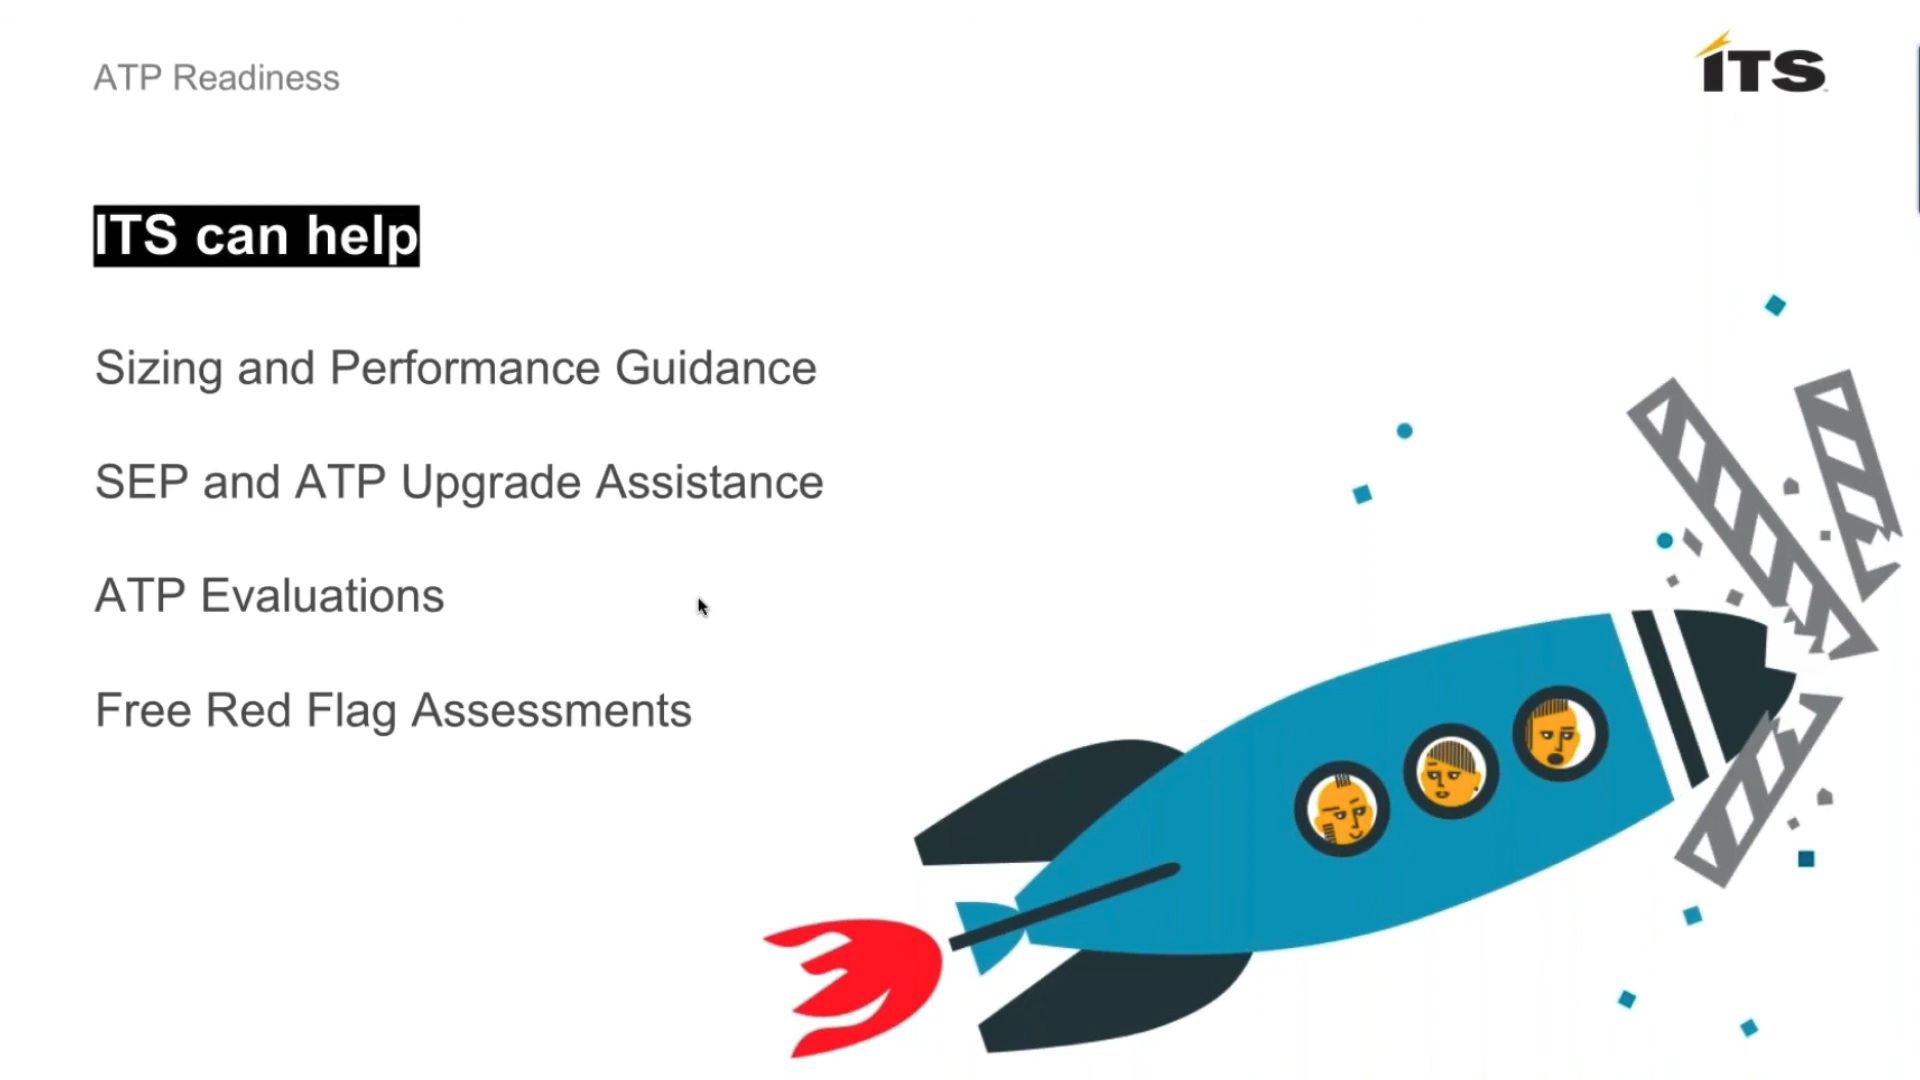 ATP Readiness
ITS
ITS can help
Sizing and Performance Guidance
SEP and ATP Upgrade Assistance
ATP Evaluations
Free Red Flag Assessments